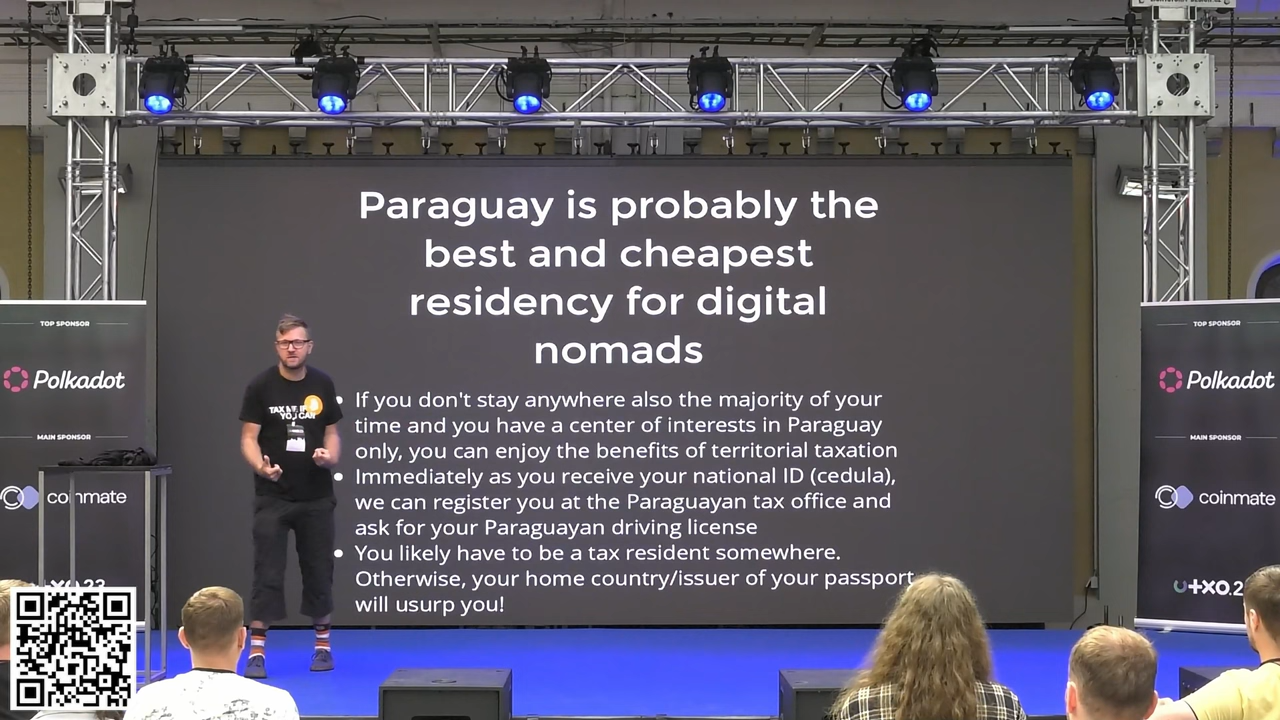 Paraguay is probably the
best and cheapest
residency for digital
nomads
If you don't stay anywhere also the majority of your
time and you have a center of interests in Paraguay
only, you can enjoy the benefits of territorial taxation
Immediately as you receive your national ID (cedula),
we can register you at the Paraguayan tax office and
ask for your Paraguayan driving license
You likely have to be a tax resident somewhere.
Otherwise, your home country/issuer of your passport
will usurp you!
TOP SPONSOR
Polkadot
MAIN SPONSOR
coinmate
YOU CAN
TOP SPONSOR
Polkadot
MAIN SPONSOR
coinmate